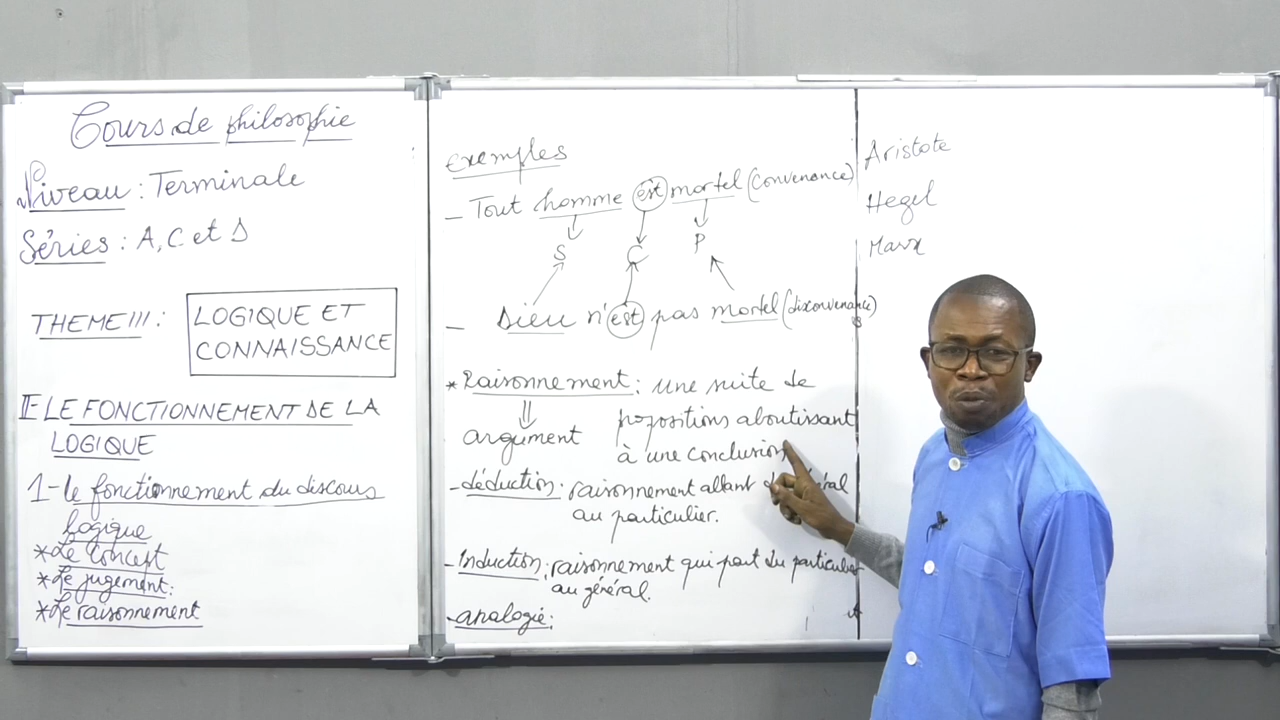 Cours de philosophie
Niveau : Terminale
Séries : A, C et D
THEME III :
LOGIQUE ET
CONNAISSANCE
II- LE FONCTIONNEMENT DE LA
LOGIQUE
1- le fonctionnement du discours
logique
* Le concept
* Le jugement :
* Le raisonnement
exemples
- Tout homme est mortel (convenance)
S C P
- Dieu n'est pas mortel (disconvenance)
* Raisonnement : une suite de
propositions aboutissant
argument
à une conclusion
- déduction : raisonnement allant
au particulier.
- Induction : raisonnement qui part du particulier
au général.
- analogie :
Aristote
Hegel
Marx